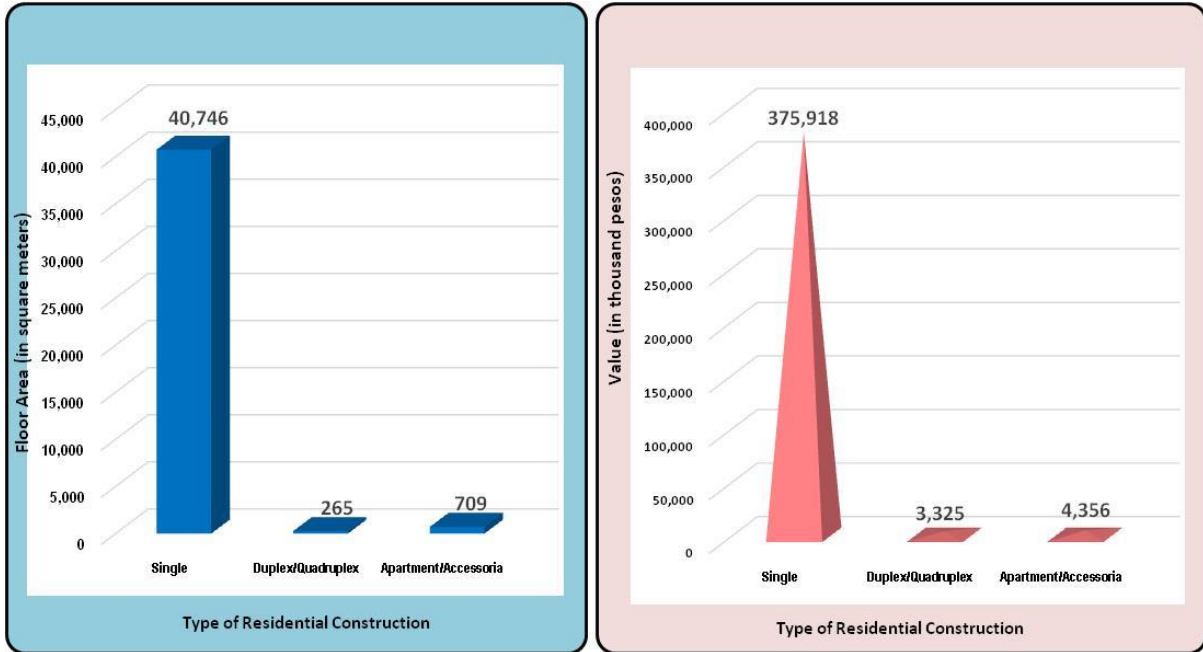 Floor Area (in square meters)
45,000
40,000
35,000
30,000
25,000
20,000
15,000
10,000
5,000
0
40,746
265
709
Single
Duplex/Quadruplex
Apartment/Accessoria
Type of Residential Construction
Value (in thousand pesos)
400,000
350,000
300,000
250,000
200,000
150,000
100,000
50,000
0
375,918
3,325
4,356
Single
Duplex/Quadruplex
Apartment/Accessoria
Type of Residential Construction